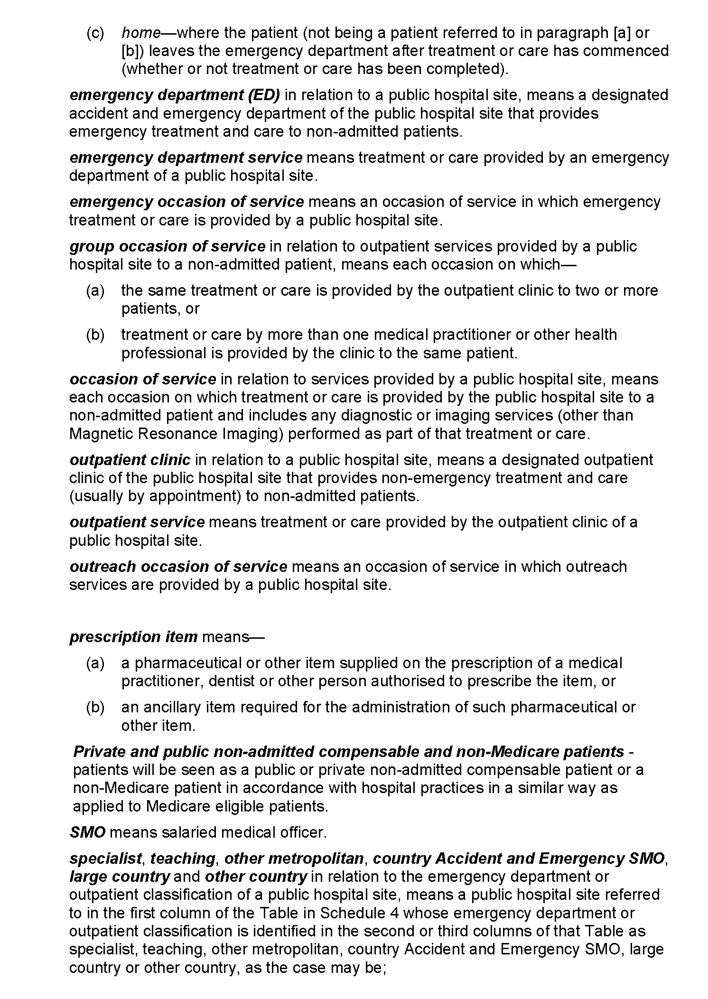 (c) home—where the patient (not being a patient referred to in paragraph [a] or
[b]) leaves the emergency department after treatment or care has commenced
(whether or not treatment or care has been completed).
emergency department (ED) in relation to a public hospital site, means a designated
accident and emergency department of the public hospital site that provides
emergency treatment and care to non-admitted patients.
emergency department service means treatment or care provided by an emergency
department of a public hospital site.
emergency occasion of service means an occasion of service in which emergency
treatment or care is provided by a public hospital site.
group occasion of service in relation to outpatient services provided by a public
hospital site to a non-admitted patient, means each occasion on which—
(a) the same treatment or care is provided by the outpatient clinic to two or more
patients, or
(b) treatment or care by more than one medical practitioner or other health
professional is provided by the clinic to the same patient.
occasion of service in relation to services provided by a public hospital site, means
each occasion on which treatment or care is provided by the public hospital site to a
non-admitted patient and includes any diagnostic or imaging services (other than
Magnetic Resonance Imaging) performed as part of that treatment or care.
outpatient clinic in relation to a public hospital site, means a designated outpatient
clinic of the public hospital site that provides non-emergency treatment and care
(usually by appointment) to non-admitted patients.
outpatient service means treatment or care provided by the outpatient clinic of a
public hospital site.
outreach occasion of service means an occasion of service in which outreach
services are provided by a public hospital site.
prescription item means—
(a) a pharmaceutical or other item supplied on the prescription of a medical
practitioner, dentist or other person authorised to prescribe the item, or
(b) an ancillary item required for the administration of such pharmaceutical or
other item.
Private and public non-admitted compensable and non-Medicare patients -
patients will be seen as a public or private non-admitted compensable patient or a
non-Medicare patient in accordance with hospital practices in a similar way as
applied to Medicare eligible patients.
SMO means salaried medical officer.
specialist, teaching, other metropolitan, country Accident and Emergency SMO,
large country and other country in relation to the emergency department or
outpatient classification of a public hospital site, means a public hospital site referred
to in the first column of the Table in Schedule 4 whose emergency department or
outpatient classification is identified in the second or third columns of that Table as
specialist, teaching, other metropolitan, country Accident and Emergency SMO, large
country or other country, as the case may be;